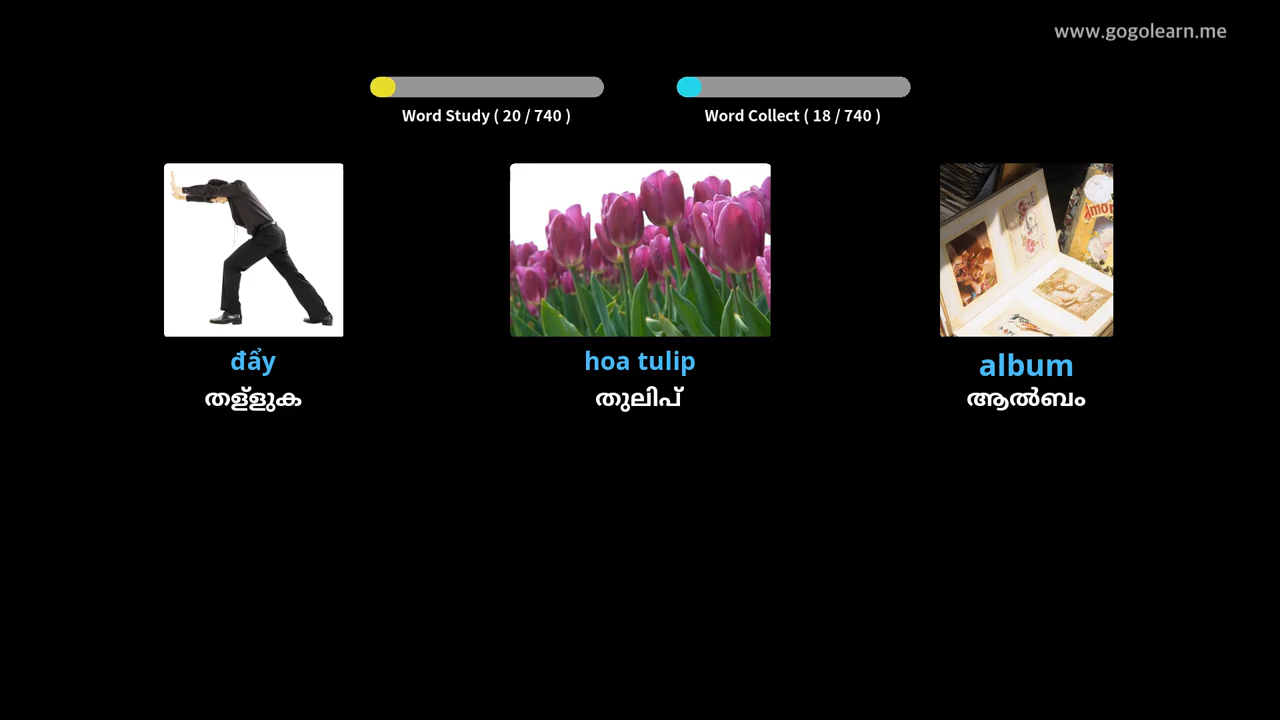 www.gogolearn.me
Word Study ( 20 / 740 )
Word Collect ( 18 / 740 )
đẩy
hoa tulip
album
തള്ളുക
തുലിപ്
ആൽബം